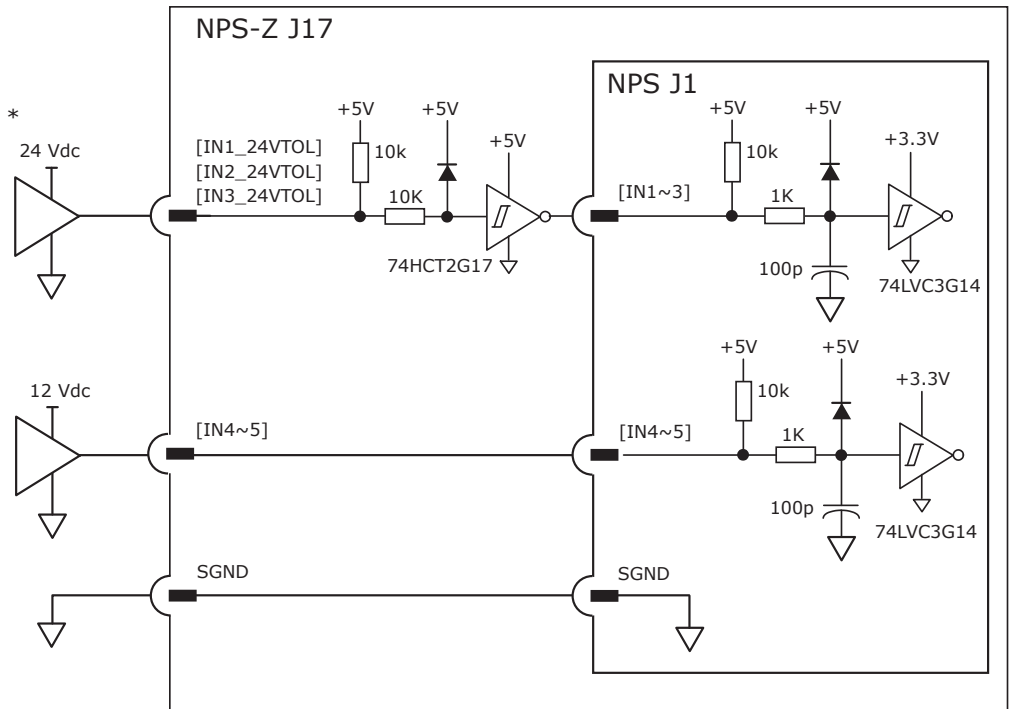 NPS-Z J17
NPS J1
*
24 Vdc
[IN1_24VTOL]
[IN2_24VTOL]
[IN3_24VTOL]
+5V
10k
+5V
10K
+5V
74HCT2G17
[IN1~3]
+5V
10k
+5V
1K
+3.3V
100p
74LVC3G14
12 Vdc
[IN4~5]
[IN4~5]
+5V
10k
+5V
1K
+3.3V
100p
74LVC3G14
SGND
SGND